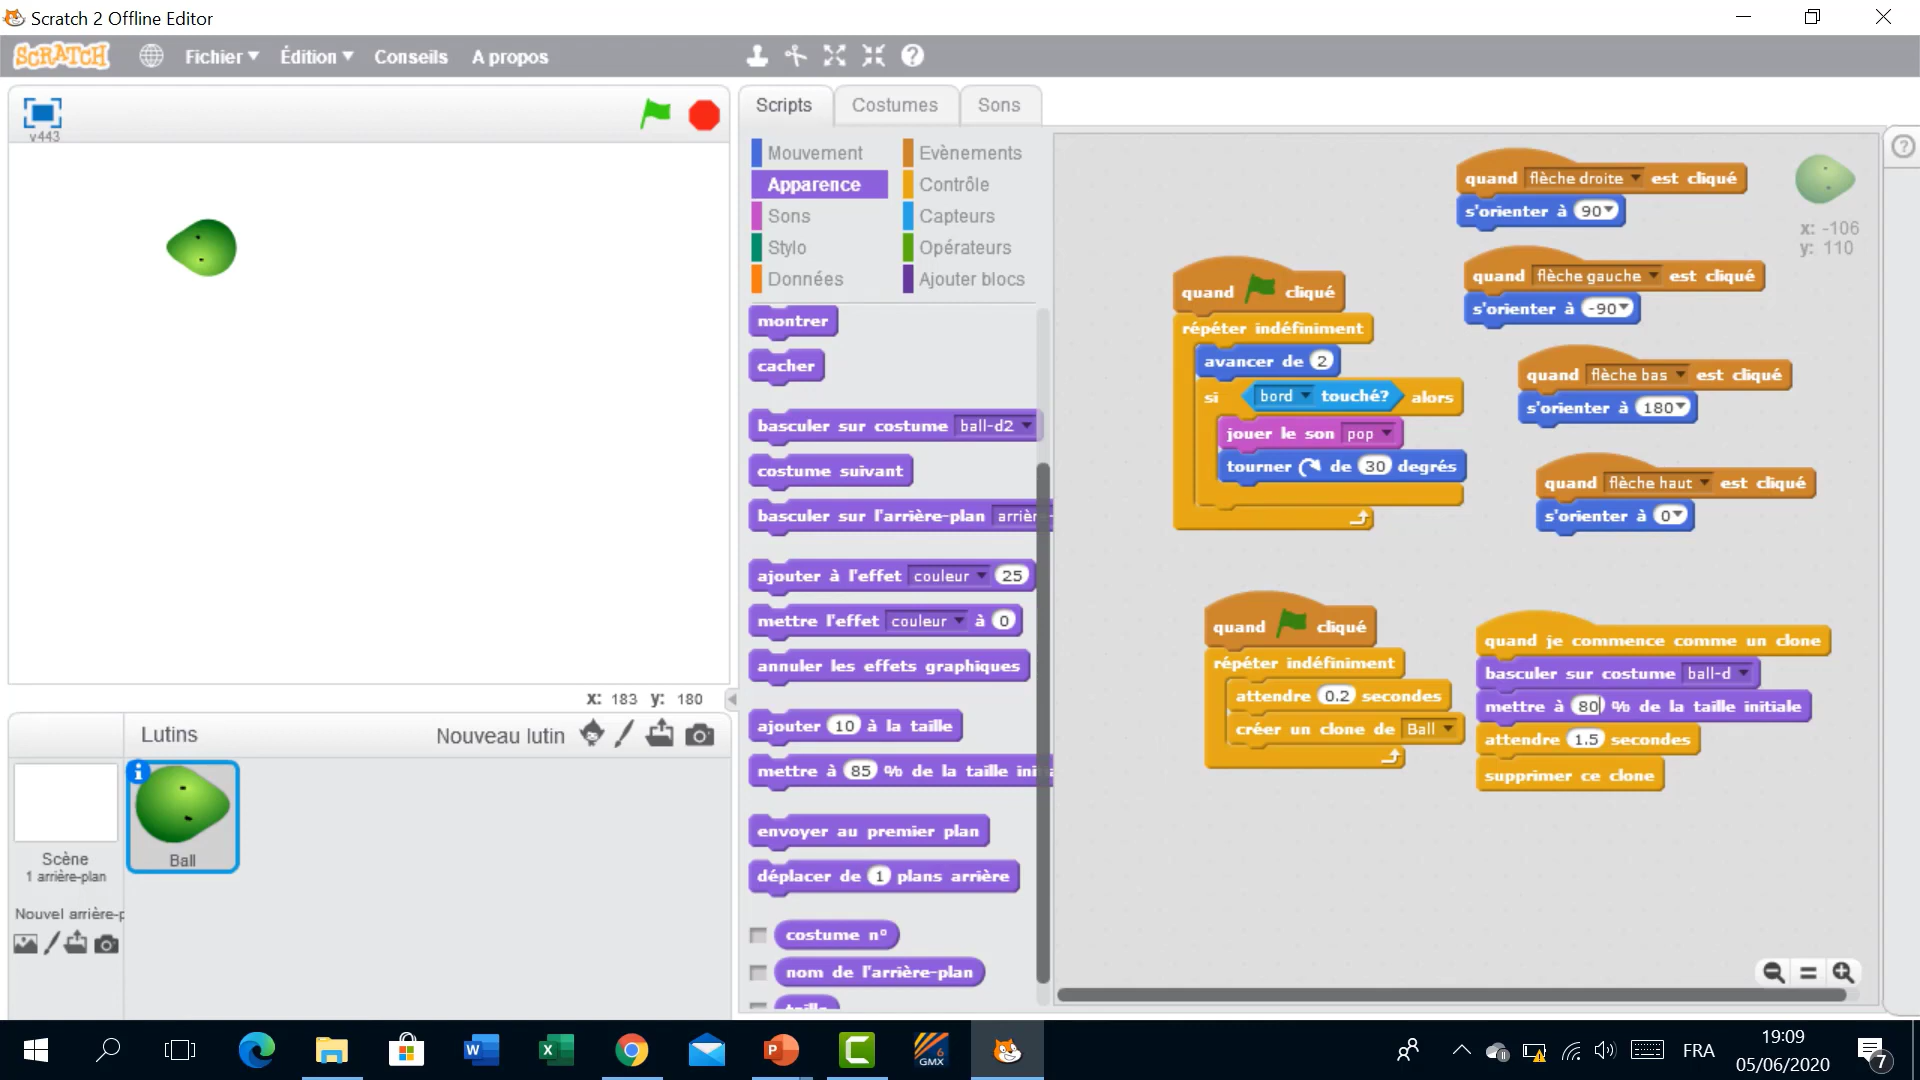 Scratch 2 Offline Editor
SCRATCH
Fichier
Édition
Conseils
A propos
v443
Scripts
Costumes
Sons
Mouvement
Evènements
Apparence
Contrôle
Sons
Capteurs
Stylo
Opérateurs
Données
Ajouter blocs
montrer
cacher
basculer sur costume ball-d2
costume suivant
basculer sur l'arrière-plan arrière-
ajouter à l'effet couleur 25
mettre l'effet couleur à 0
annuler les effets graphiques
ajouter 10 à la taille
mettre à 85 % de la taille initia
envoyer au premier plan
déplacer de 1 plans arrière
costume n°
nom de l'arrière-plan
quand flèche droite est cliqué
s'orienter à 90
x: -106
y: 110
quand flèche gauche est cliqué
s'orienter à -90
quand cliqué
répéter indéfiniment
avancer de 2
si bord touché? alors
jouer le son pop
tourner de 30 degrés
quand flèche bas est cliqué
s'orienter à 180
quand flèche haut est cliqué
s'orienter à 0
quand cliqué
répéter indéfiniment
attendre 0.2 secondes
créer un clone de Ball
quand je commence comme un clone
basculer sur costume ball-d
mettre à 80 % de la taille initiale
attendre 1.5 secondes
supprimer ce clone
x: 183 y: 180
Lutins
Nouveau lutin
Scène
1 arrière-plan
Ball
Nouvel arrière-p
GMX
FRA
19:09
05/06/2020
7